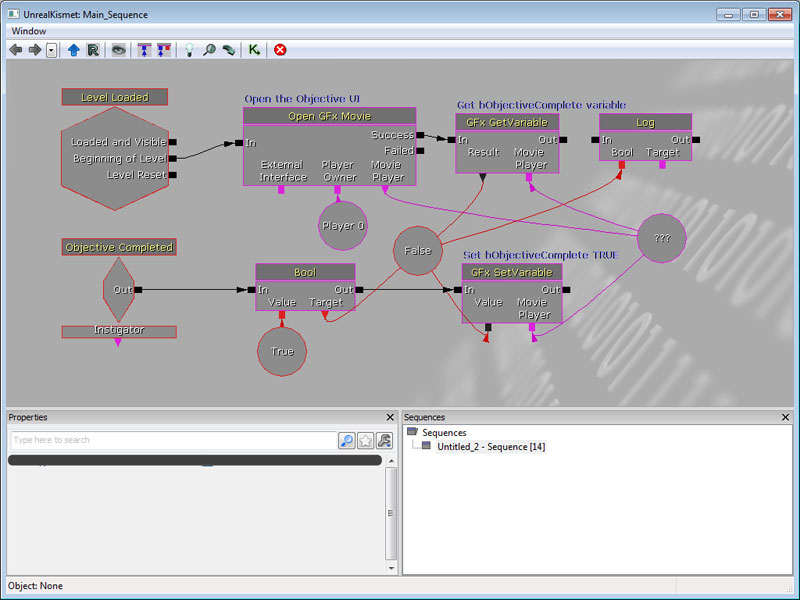 UnrealKismet: Main_Sequence
Window
Level Loaded
Loaded and Visible
Beginning of Level
Level Reset
Open the Objective UI
Open GFx Movie
In
Success
Failed
External Interface
Player Owner
Movie Player
Player 0
Get bObjectiveComplete variable
GFx GetVariable
In
Out
Result
Movie Player
Log
In
Out
Bool
Target
???
False
Objective Completed
Out
Instigator
Bool
In
Out
Value
Target
True
Set bObjectiveComplete TRUE
GFx SetVariable
In
Out
Value
Movie Player
Properties
Type here to search
Sequences
Sequences
Untitled_2 - Sequence [14]
Object: None